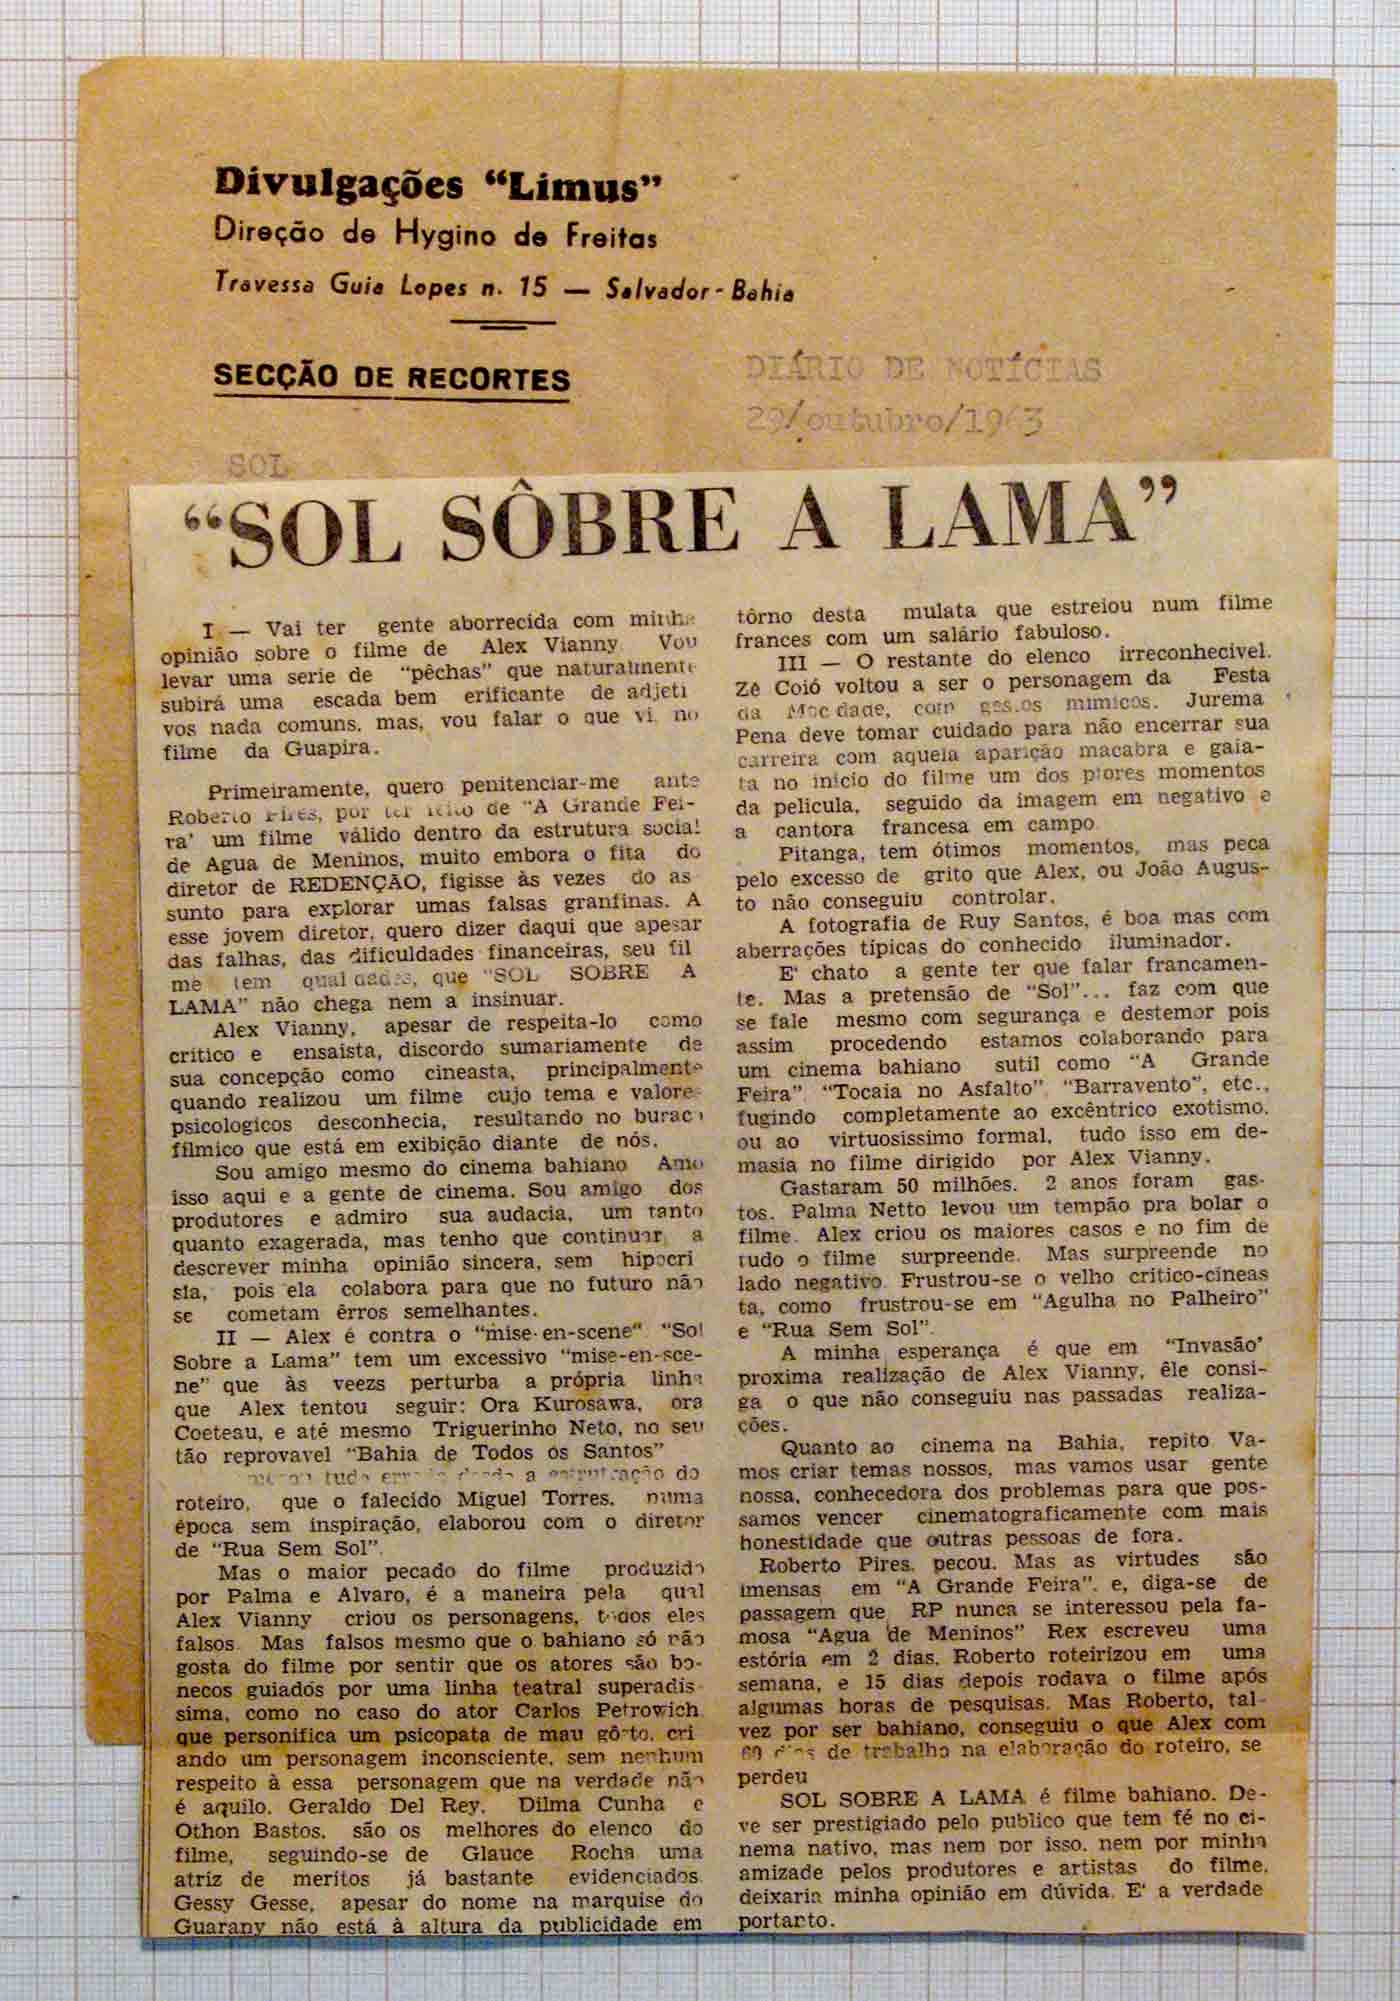 Divulgações “Limus”
Direção de Hygino de Freitas
Travessa Guia Lopes n. 15 — Salvador-Bahia
SECÇÃO DE RECORTES
DIÁRIO DE NOTÍCIAS
29/outubro/1963
SOL
“SOL SÔBRE A LAMA”
I — Vai ter gente aborrecida com minha
opinião sobre o filme de Alex Vianny. Vou
levar uma serie de “pêchas” que naturalmente
subirá uma escada bem erificante de adjeti
vos nada comuns, mas, vou falar o que vi, no
filme da Guapira.
Primeiramente, quero penitenciar-me ante
Roberto Pires, por ter feito de “A Grande Fei-
ra’ um filme válido dentro da estrutura social
de Agua de Meninos, muito embora o fita do
diretor de REDENÇÃO, figisse às vezes do as
sunto para explorar umas falsas granfinas. A
esse jovem diretor, quero dizer daqui que apesar
das falhas, das dificuldades financeiras, seu fil
me tem qualidades, que “SOL SOBRE A
LAMA” não chega nem a insinuar.
Alex Vianny, apesar de respeita-lo como
critico e ensaista, discordo sumariamente de
sua concepção como cineasta, principalmente
quando realizou um filme cujo tema e valores
psicologicos desconhecia, resultando no buraco
fílmico que está em exibição diante de nós.
Sou amigo mesmo do cinema bahiano Amo
isso aqui e a gente de cinema. Sou amigo dos
produtores e admiro sua audacia, um tanto
quanto exagerada, mas tenho que continuar a
descrever minha opinião sincera, sem hipocri
sia, pois ela colabora para que no futuro não
se cometam êrros semelhantes.
II — Alex é contra o “mise-en-scene” “Sol
Sobre a Lama” tem um excessivo “mise-en-sce-
ne” que às veezs perturba a própria linha
que Alex tentou seguir: Ora Kurosawa, ora
Coeteau, e até mesmo Triguerinho Neto, no seu
tão reprovavel “Bahia de Todos os Santos”
tudo a estruturação do
roteiro, que o falecido Miguel Torres, numa
época sem inspiração, elaborou com o diretor
de “Rua Sem Sol”.
Mas o maior pecado do filme produzido
por Palma e Alvaro, é a maneira pela qual
Alex Vianny criou os personagens, todos eles
falsos. Mas falsos mesmo que o bahiano só não
gosta do filme por sentir que os atores são bo-
necos guiados por uma linha teatral superadis
sima, como no caso do ator Carlos Petrowich,
que personifica um psicopata de mau gôsto, cri
ando um personagem inconsciente, sem nenhum
respeito à essa personagem que na verdade não
é aquilo. Geraldo Del Rey, Dilma Cunha e
Othon Bastos, são os melhores do elenco do
filme, seguindo-se de Glauce Rocha uma
atriz de meritos já bastante evidenciados.
Gessy Gesse, apesar do nome na marquise do
Guarany não está à altura da publicidade em
tôrno desta mulata que estreiou num filme
frances com um salário fabuloso.
III — O restante do elenco irreconhecivel.
Zé Coió voltou a ser o personagem da Festa
da Mocidade, com gestos mimicos. Jurema
Pena deve tomar cuidado para não encerrar sua
carreira com aquela aparição macabra e gaia-
ta no inicio do filme um dos piores momentos
da pelicula, seguido da imagem em negativo e
a cantora francesa em campo.
Pitanga, tem ótimos momentos, mas peca
pelo excesso de grito que Alex, ou João Augus-
to não conseguiu controlar.
A fotografia de Ruy Santos, é boa mas com
aberrações típicas do conhecido iluminador.
E’ chato a gente ter que falar francamen-
te. Mas a pretensão de “Sol”... faz com que
se fale mesmo com segurança e destemor pois
assim procedendo estamos colaborando para
um cinema bahiano sutil como “A Grande
Feira” “Tocaia no Asfalto” “Barravento”, etc.,
fugindo completamente ao excêntrico exotismo,
ou ao virtuosissimo formal, tudo isso em de-
masia no filme dirigido por Alex Vianny.
Gastaram 50 milhões. 2 anos foram gas-
tos. Palma Netto levou um tempão pra bolar o
filme. Alex criou os maiores casos e no fim de
tudo o filme surpreende. Mas surpreende no
lado negativo. Frustrou-se o velho critico-cineas
ta, como frustrou-se em “Agulha no Palheiro”
e “Rua Sem Sol”.
A minha esperança é que em “Invasão’
proxima realização de Alex Vianny, êle consi-
ga o que não conseguiu nas passadas realiza-
ções.
Quanto ao cinema na Bahia, repito Va-
mos criar temas nossos, mas vamos usar gente
nossa, conhecedora dos problemas para que pos-
samos vencer cinematograficamente com mais
honestidade que outras pessoas de fora.
Roberto Pires, pecou. Mas as virtudes são
imensas em “A Grande Feira”, e, diga-se de
passagem que RP nunca se interessou pela fa-
mosa “Agua de Meninos” Rex escreveu uma
estória em 2 dias. Roberto roteirizou em uma
semana, e 15 dias depois rodava o filme após
algumas horas de pesquisas. Mas Roberto, tal-
vez por ser bahiano, conseguiu o que Alex com
60 dias de trabalho na elaboração do roteiro, se
perdeu
SOL SOBRE A LAMA é filme bahiano. De-
ve ser prestigiado pelo publico que tem fé no ci-
nema nativo, mas nem por isso, nem por minha
amizade pelos produtores e artistas do filme,
deixaria minha opinião em dúvida. E’ a verdade
portanto.